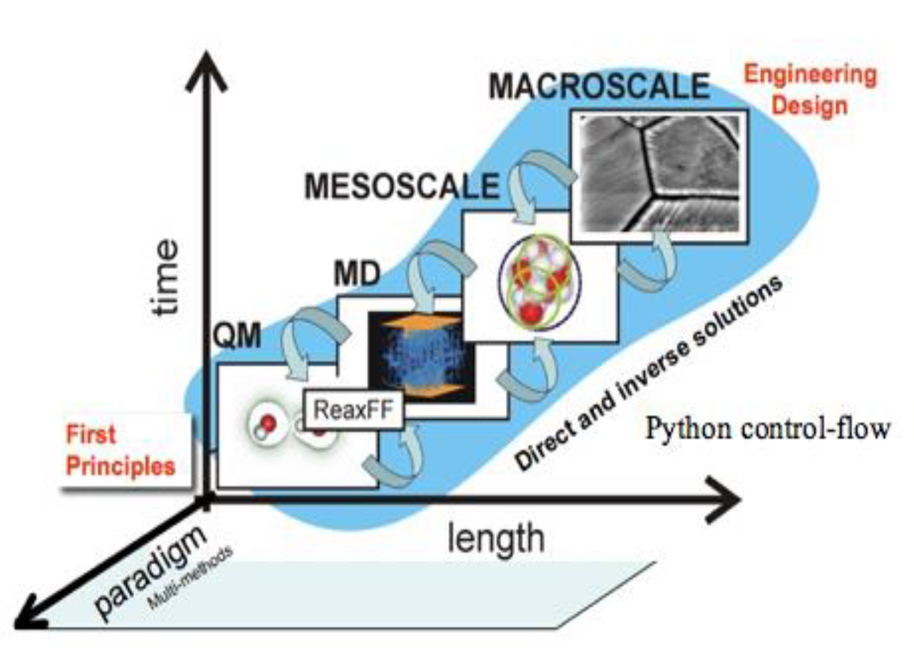 MACROSCALE
Engineering
Design
MESOSCALE
time
MD
QM
ReaxFF
First
Principles
Direct and inverse solutions
Python control-flow
length
paradigm
Multi-methods